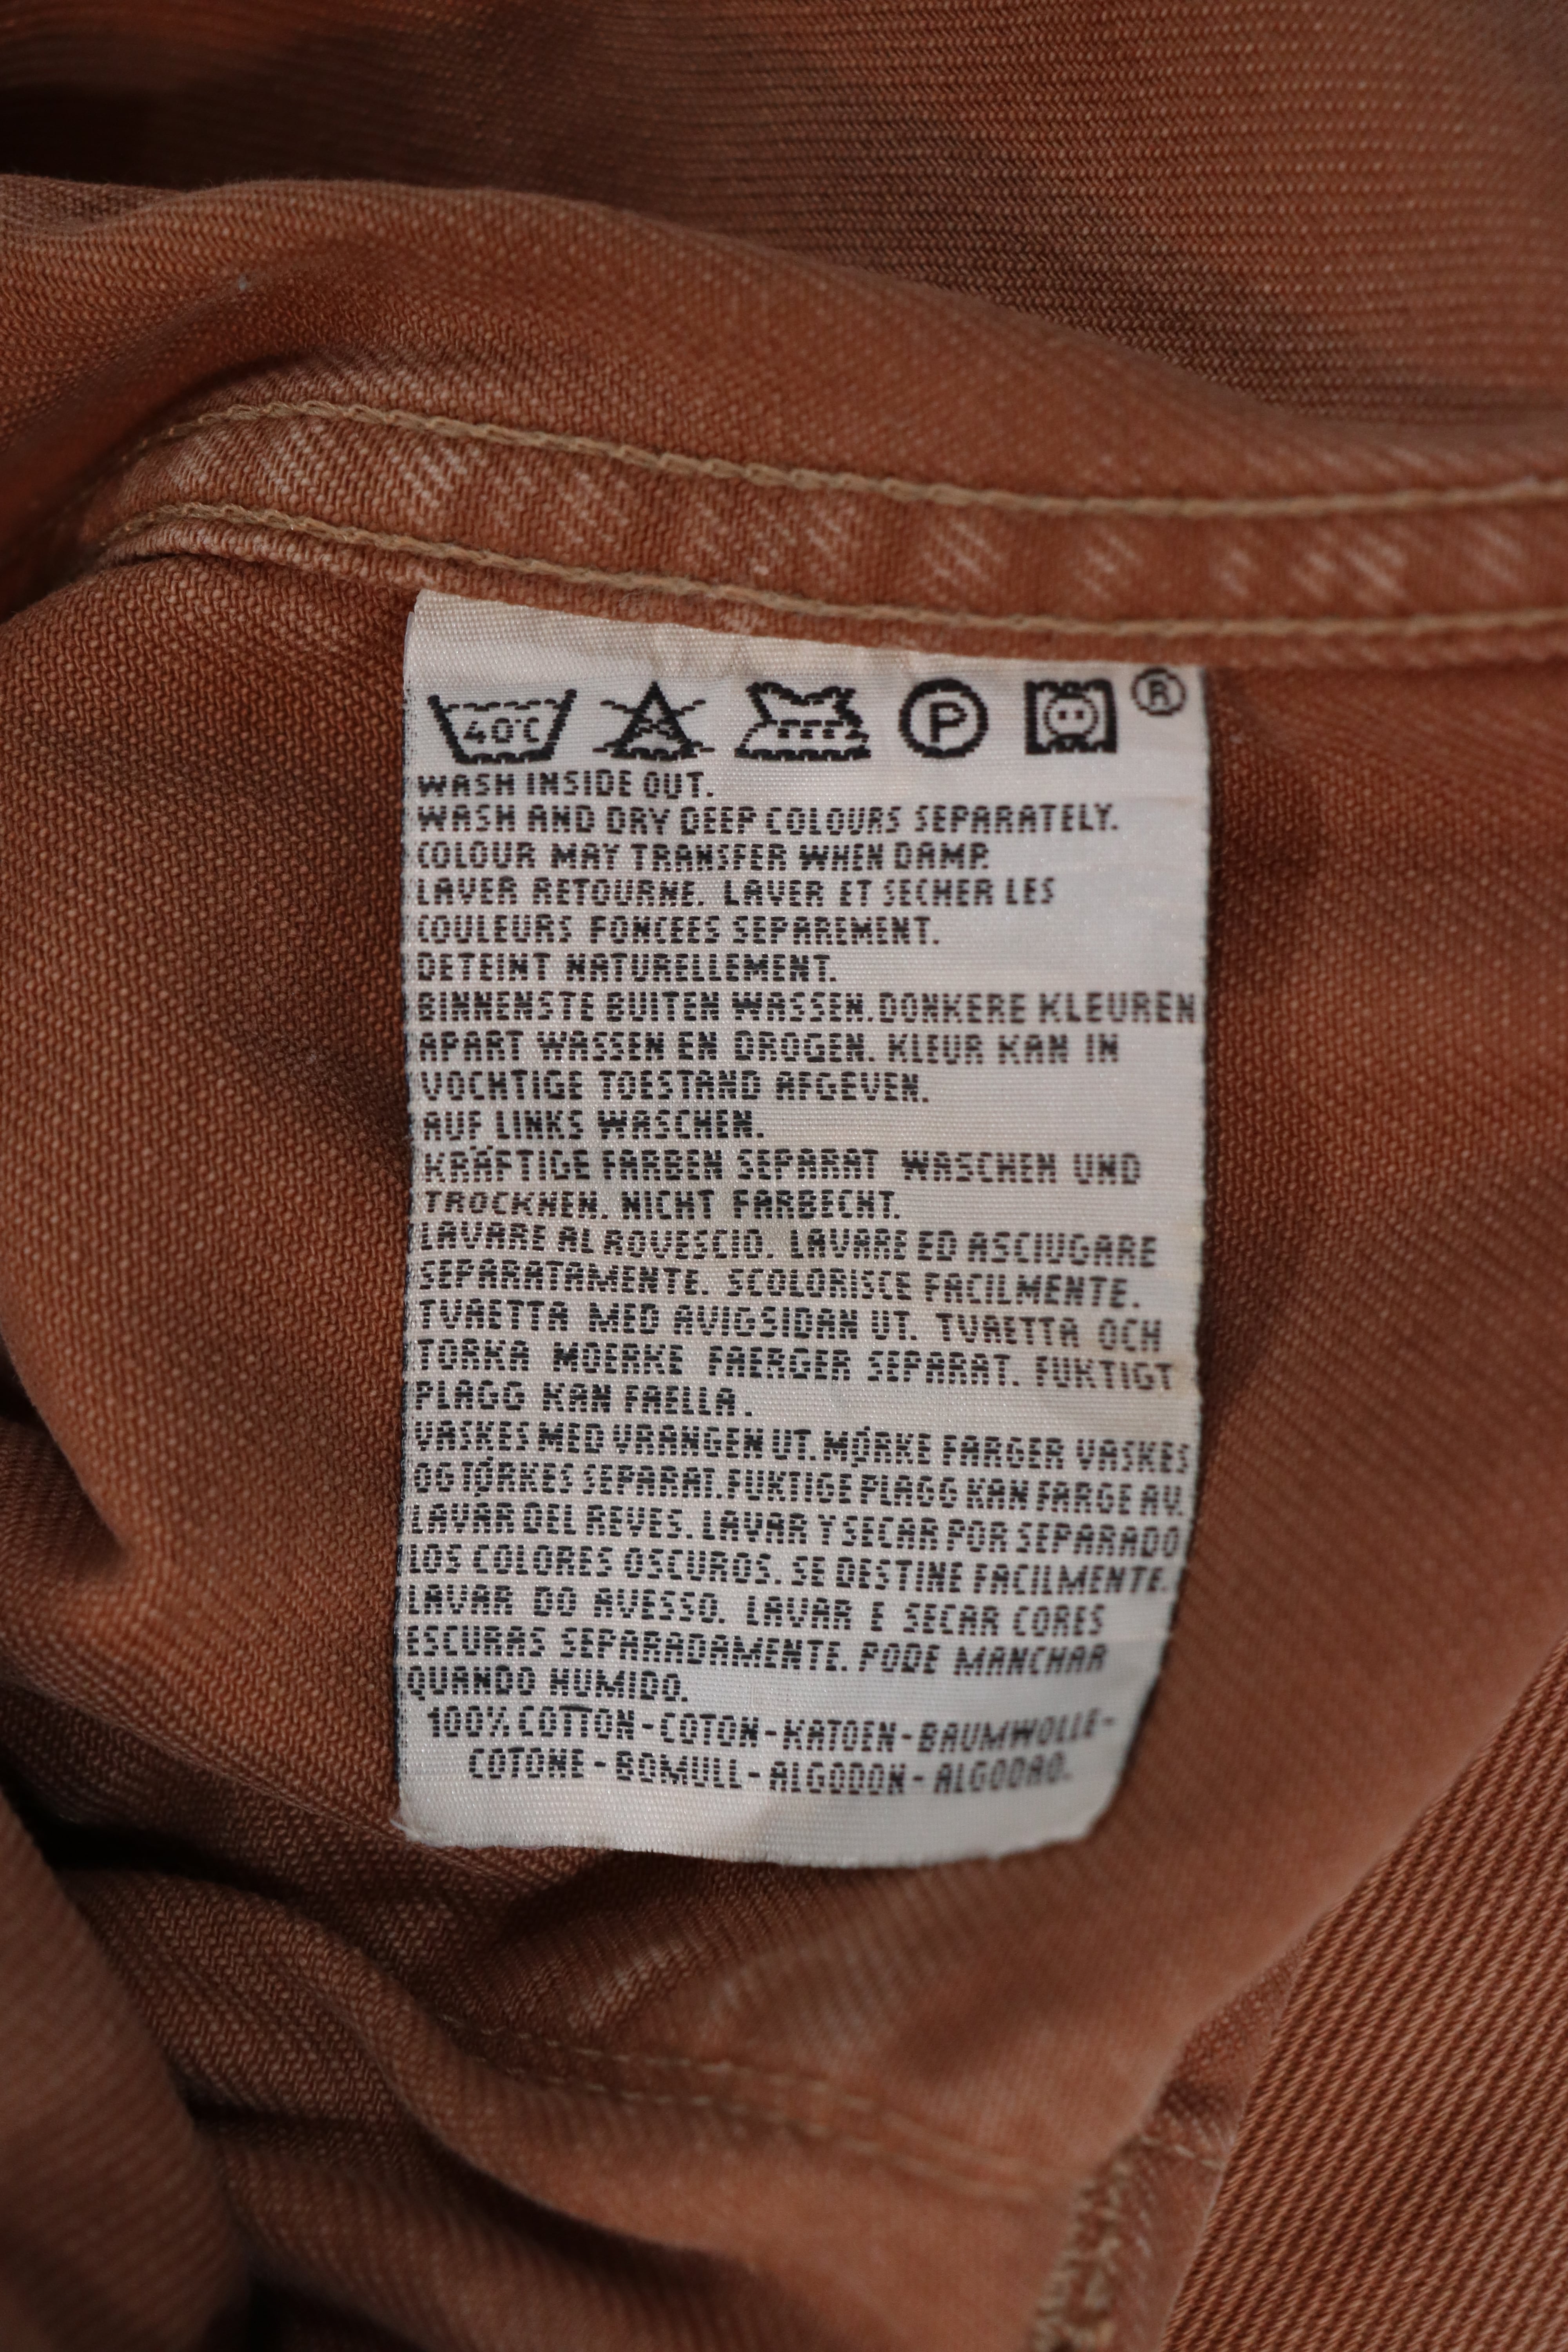 40°C P ®
WASH INSIDE OUT.
WASH AND DRY DEEP COLOURS SEPARATELY.
COLOUR MAY TRANSFER WHEN DAMP.
LAVER RETOURNE. LAVER ET SECHER LES
COULEURS FONCEES SEPAREMENT.
DETEINT NATURELLEMENT.
BINNENSTE BUITEN WASSEN. DONKERE KLEUREN
APART WASSEN EN DROGEN. KLEUR KAN IN
VOCHTIGE TOESTAND AFGEVEN.
AUF LINKS WASCHEN.
KRÄFTIGE FARBEN SEPARAT WASCHEN UND
TROCKNEN. NICHT FARBECHT.
LAVARE AL ROVESCIO. LAVARE ED ASCIUGARE
SEPARATAMENTE. SCOLORISCE FACILMENTE.
TVAETTA MED AVIGSIDAN UT. TVAETTA OCH
TORKA MOERKE FAERGER SEPARAT. FUKTIGT
PLAGG KAN FAELLA.
VASKES MED VRANGEN UT. MØRKE FARGER VASKES
OG TØRKES SEPARAT. FUKTIGE PLAGG KAN FARGE AV.
LAVAR DEL REVES. LAVAR Y SECAR POR SEPARADO
LOS COLORES OSCUROS. SE DESTINE FACILMENTE.
LAVAR DO AVESSO. LAVAR E SECAR CORES
ESCURAS SEPARADAMENTE. PODE MANCHAR
QUANDO HUMIDO.
100% COTTON - COTON - KATOEN - BAUMWOLLE -
COTONE - BOMULL - ALGODON - ALGODAO.